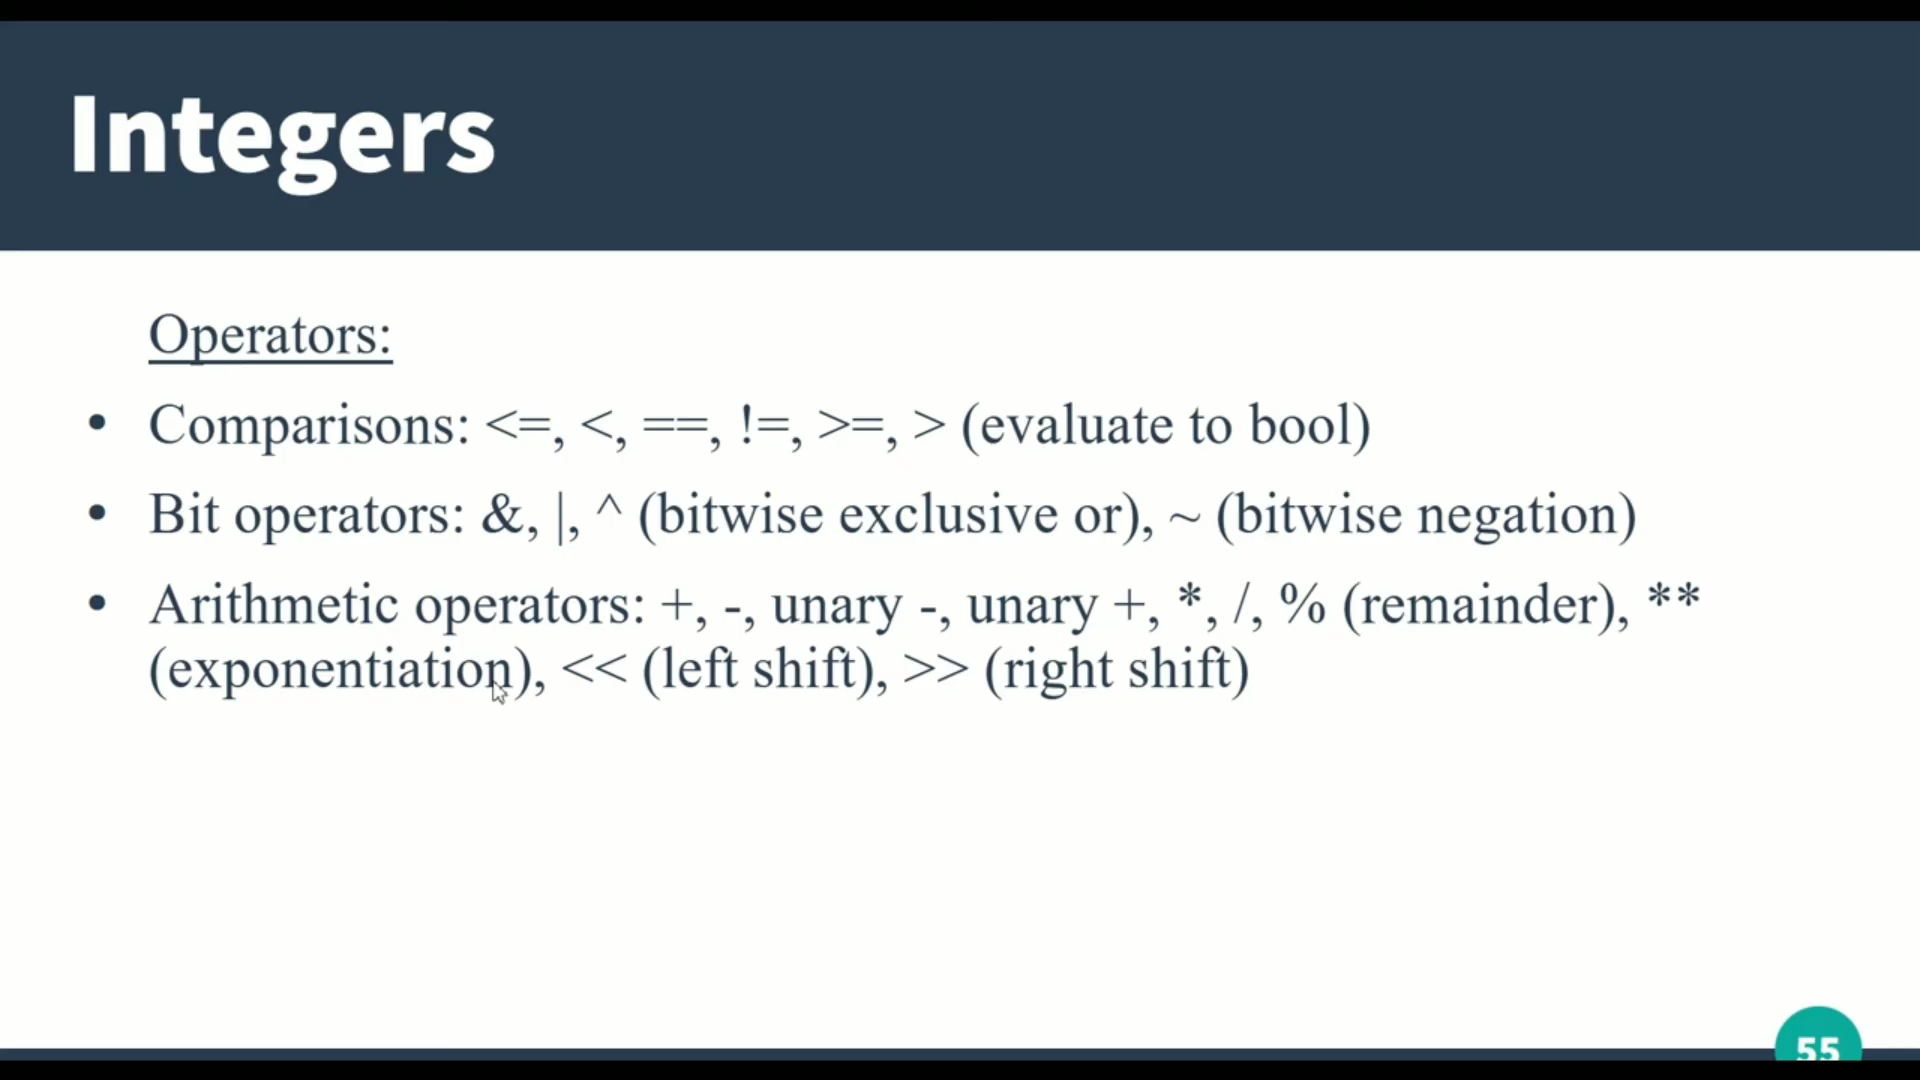 Integers
Operators:
• Comparisons: <=, <, ==, !=, >=, > (evaluate to bool)
• Bit operators: &, |, ^ (bitwise exclusive or), ~ (bitwise negation)
• Arithmetic operators: +, -, unary -, unary +, *, /, % (remainder), **
(exponentiation), << (left shift), >> (right shift)
55